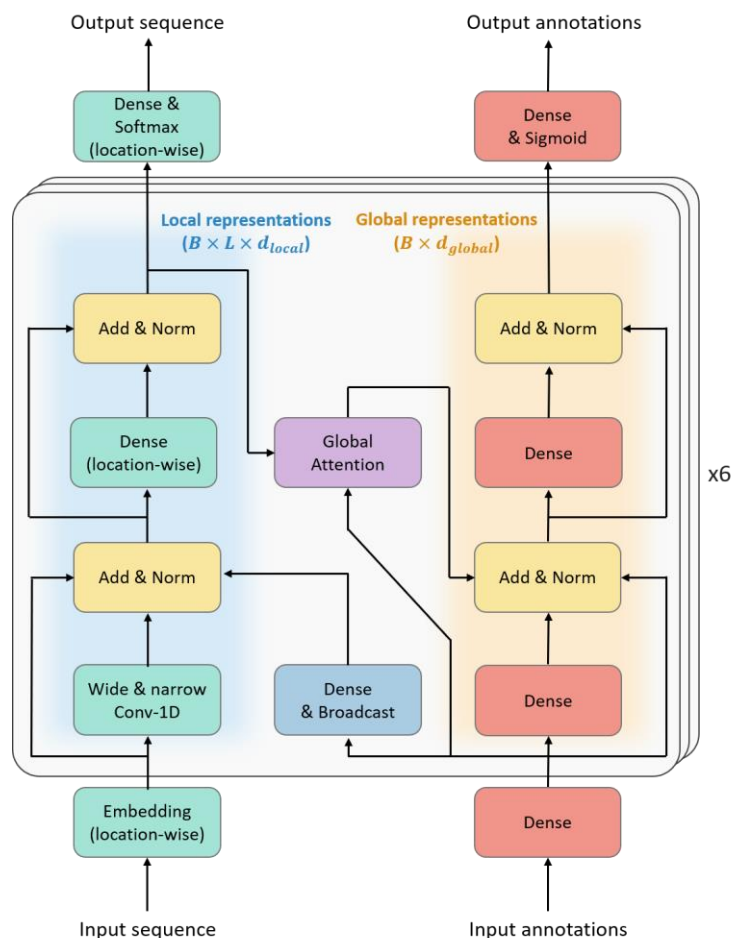 Output sequence
Output annotations
Dense &
Softmax
(location-wise)
Dense
& Sigmoid
Local representations
(B × L × d_local)
Global representations
(B × d_global)
Add & Norm
Add & Norm
Dense
(location-wise)
Global
Attention
Dense
x6
Add & Norm
Add & Norm
Wide & narrow
Conv-1D
Dense
& Broadcast
Dense
Embedding
(location-wise)
Dense
Input sequence
Input annotations